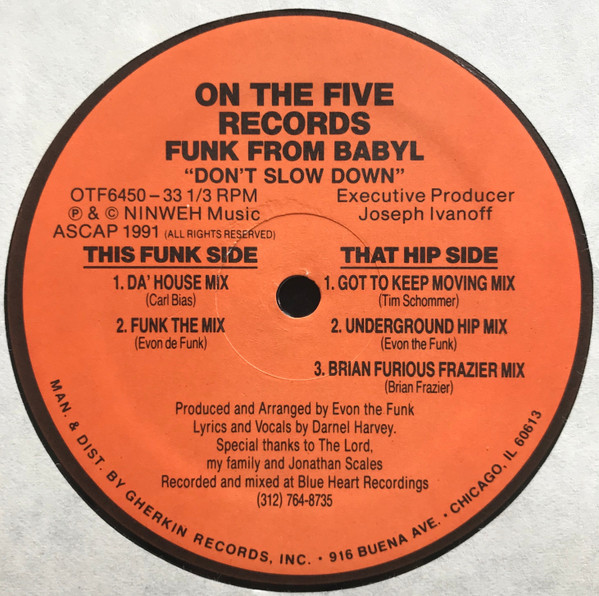 ON THE FIVE
RECORDS
FUNK FROM BABYL
"DON'T SLOW DOWN"
OTF6450 – 33 1/3 RPM
℗ & © NINWEH Music
ASCAP 1991 (ALL RIGHTS RESERVED)
Executive Producer
Joseph Ivanoff
THIS FUNK SIDE
1. DA' HOUSE MIX
(Carl Bias)
2. FUNK THE MIX
(Evon de Funk)
THAT HIP SIDE
1. GOT TO KEEP MOVING MIX
(Tim Schommer)
2. UNDERGROUND HIP MIX
(Evon the Funk)
3. BRIAN FURIOUS FRAZIER MIX
(Brian Frazier)
Produced and Arranged by Evon the Funk
Lyrics and Vocals by Darnel Harvey.
Special thanks to The Lord,
my family and Jonathan Scales
Recorded and mixed at Blue Heart Recordings
(312) 764-8735
MAN. & DIST. BY GHERKIN RECORDS, INC. • 916 BUENA AVE. • CHICAGO, IL 60613